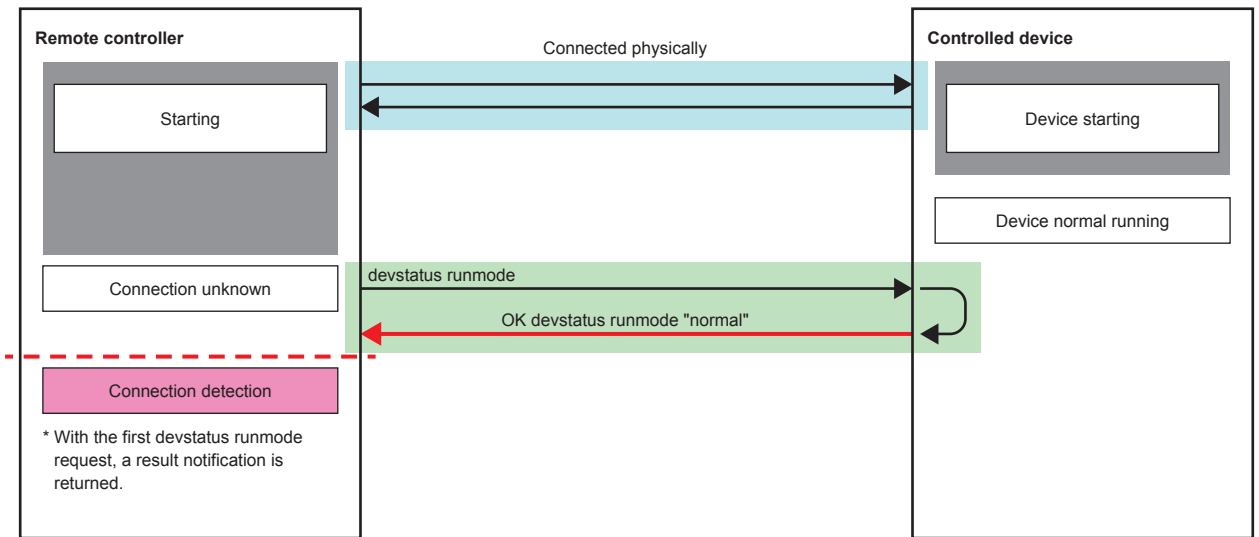 Remote controller
Connected physically
Controlled device
Starting
Device starting
Device normal running
Connection unknown
devstatus runmode
OK devstatus runmode "normal"
Connection detection
* With the first devstatus runmode
request, a result notification is
returned.